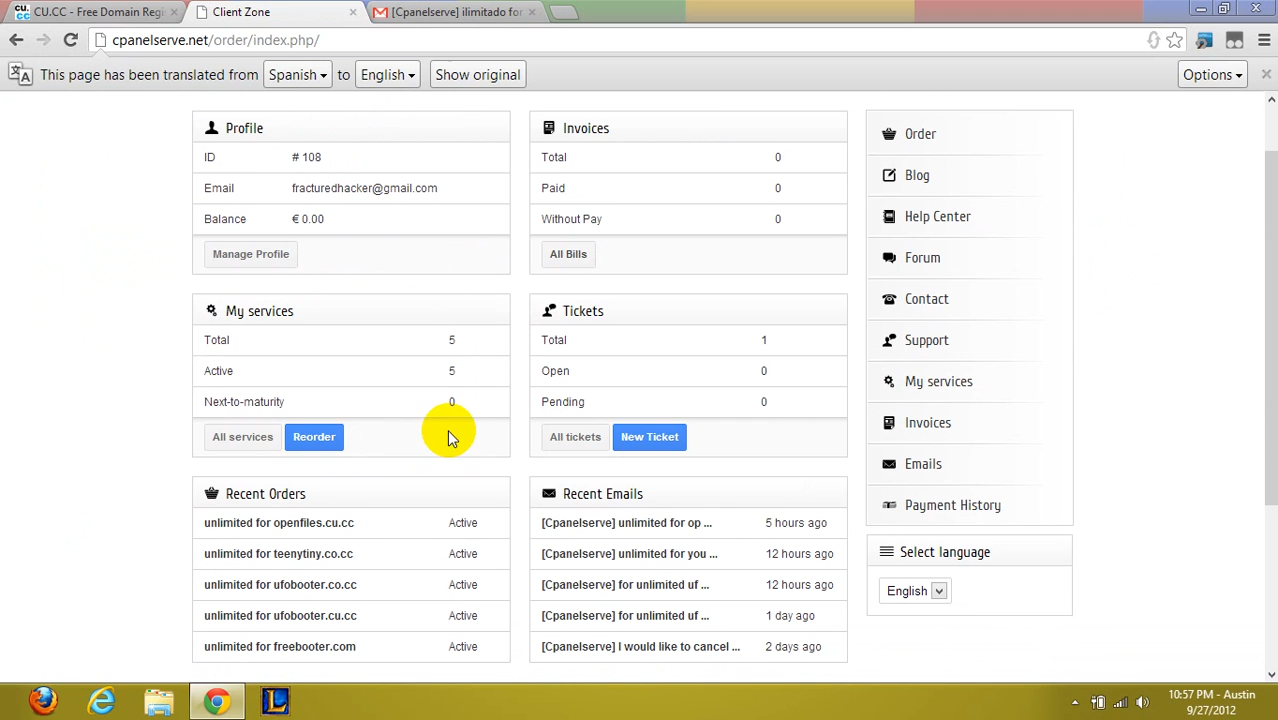 CU.CC - Free Domain Regi
Client Zone
[Cpanelserve] ilimitado for
cpanelserve.net/order/index.php/
This page has been translated from Spanish to English Show original Options
Profile
ID # 108
Email fracturedhacker@gmail.com
Balance € 0.00
Manage Profile
Invoices
Total 0
Paid 0
Without Pay 0
All Bills
My services
Total 5
Active 5
Next-to-maturity 0
All services Reorder
Tickets
Total 1
Open 0
Pending 0
All tickets New Ticket
Recent Orders
unlimited for openfiles.cu.cc Active
unlimited for teenytiny.co.cc Active
unlimited for ufobooter.co.cc Active
unlimited for ufobooter.cu.cc Active
unlimited for freebooter.com Active
Recent Emails
[Cpanelserve] unlimited for op ... 5 hours ago
[Cpanelserve] unlimited for you ... 12 hours ago
[Cpanelserve] for unlimited uf ... 12 hours ago
[Cpanelserve] for unlimited uf ... 1 day ago
[Cpanelserve] I would like to cancel ... 2 days ago
Order
Blog
Help Center
Forum
Contact
Support
My services
Invoices
Emails
Payment History
Select language
English
10:57 PM - Austin
9/27/2012